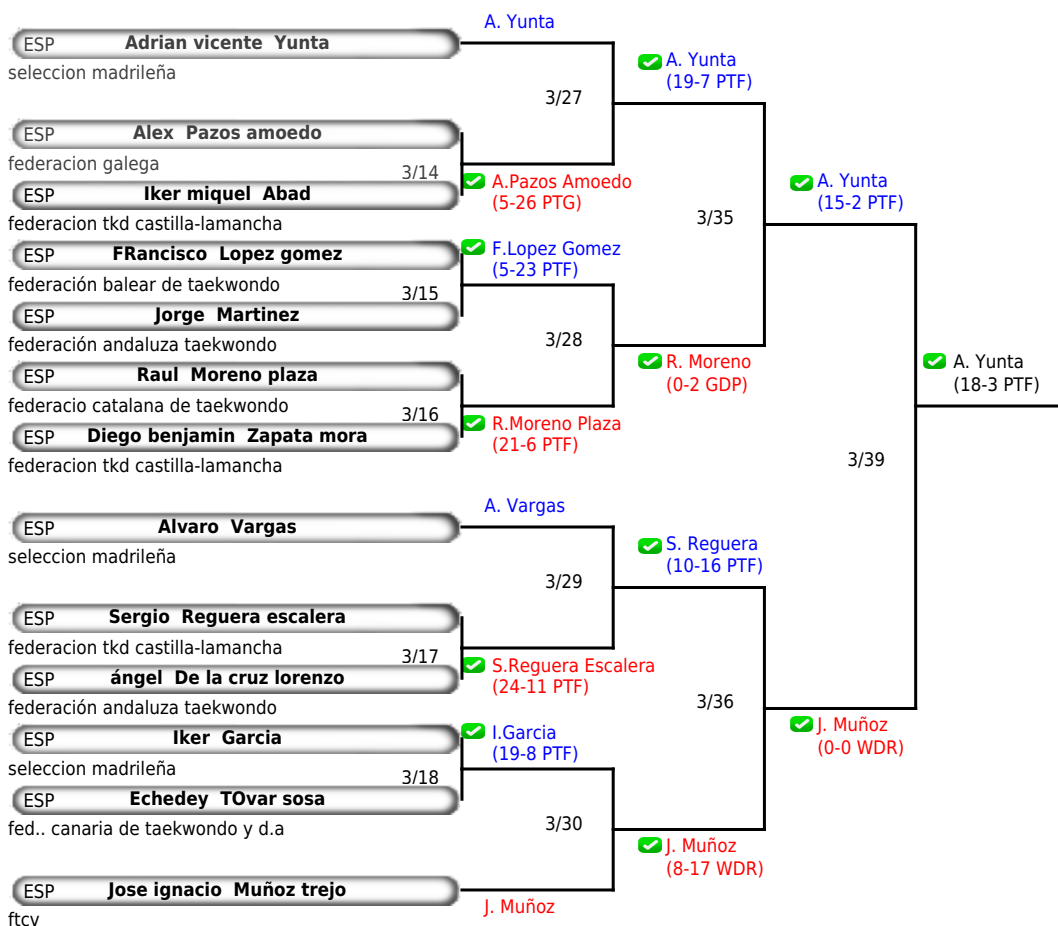 A. Yunta
ESP Adrian vicente Yunta
seleccion madrileña
A. Yunta
(19-7 PTF)
3/27
ESP Alex Pazos amoedo
federacion galega
3/14
A.Pazos Amoedo
(5-26 PTG)
ESP Iker miquel Abad
federacion tkd castilla-lamancha
A. Yunta
(15-2 PTF)
3/35
ESP FRancisco Lopez gomez
federación balear de taekwondo
F.Lopez Gomez
(5-23 PTF)
3/15
ESP Jorge Martinez
federación andaluza taekwondo
3/28
R. Moreno
(0-2 GDP)
A. Yunta
(18-3 PTF)
ESP Raul Moreno plaza
federacio catalana de taekwondo
3/16
R.Moreno Plaza
(21-6 PTF)
ESP Diego benjamin Zapata mora
federacion tkd castilla-lamancha
3/39
A. Vargas
ESP Alvaro Vargas
seleccion madrileña
S. Reguera
(10-16 PTF)
3/29
ESP Sergio Reguera escalera
federacion tkd castilla-lamancha
3/17
S.Reguera Escalera
(24-11 PTF)
ESP ángel De la cruz lorenzo
federación andaluza taekwondo
3/36
J. Muñoz
(0-0 WDR)
ESP Iker Garcia
seleccion madrileña
I.Garcia
(19-8 PTF)
3/18
ESP Echedey TOvar sosa
fed.. canaria de taekwondo y d.a
3/30
J. Muñoz
(8-17 WDR)
ESP Jose ignacio Muñoz trejo
J. Muñoz
ftcv